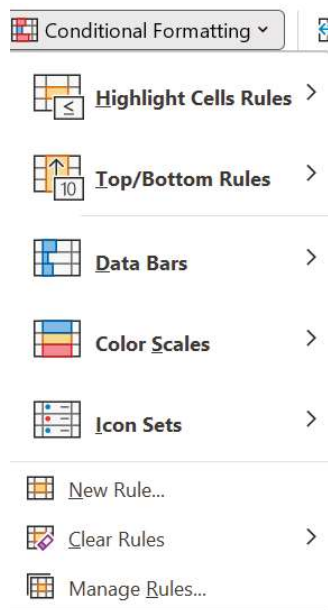 Conditional Formatting
≤ Highlight Cells Rules
10 Top/Bottom Rules
Data Bars
Color Scales
Icon Sets
New Rule...
Clear Rules
Manage Rules...